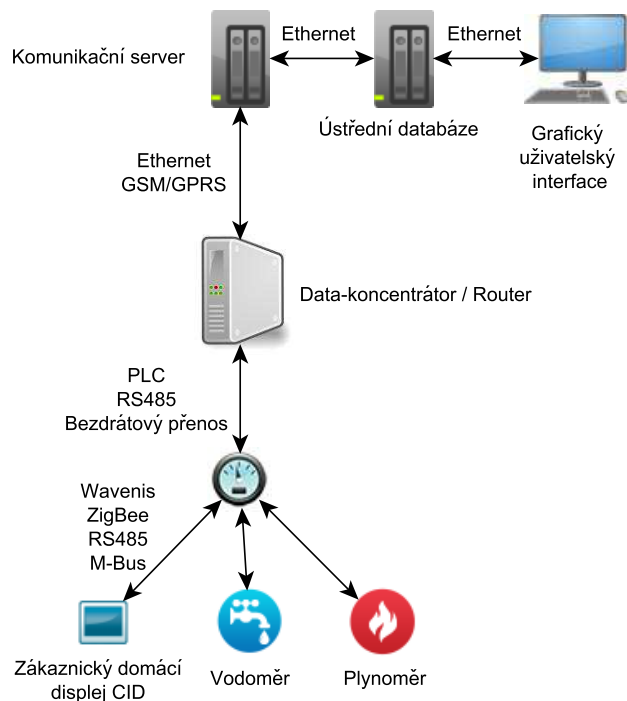 Ethernet
Ethernet
Komunikační server
Ústřední databáze
Grafický
uživatelský
interface
Ethernet
GSM/GPRS
Data-koncentrátor / Router
PLC
RS485
Bezdrátový přenos
Wavenis
ZigBee
RS485
M-Bus
Zákaznický domácí
displej CID
Vodoměr
Plynoměr